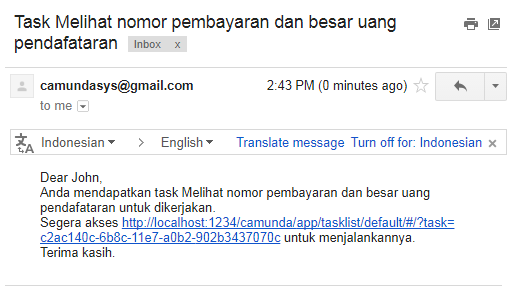 Task Melihat nomor pembayaran dan besar uang
pendafataran Inbox x
camundasys@gmail.com 2:43 PM (0 minutes ago)
to me
Indonesian > English Translate message Turn off for: Indonesian ×
Dear John,
Anda mendapatkan task Melihat nomor pembayaran dan besar uang
pendafataran untuk dikerjakan.
Segera akses http://localhost:1234/camunda/app/tasklist/default/#/?task=
c2ac140c-6b8c-11e7-a0b2-902b3437070c untuk menjalankannya.
Terima kasih.